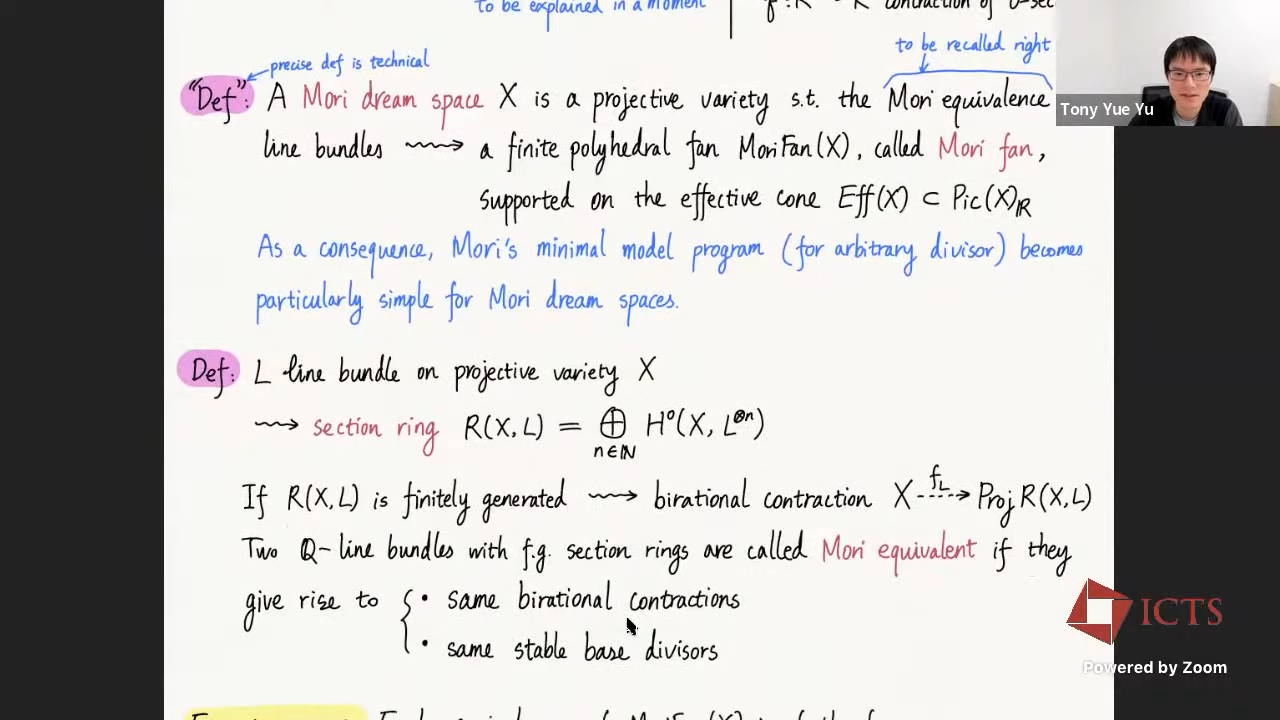 to be explained in a moment
contraction of
to be recalled right
precise def is technical
"Def": A Mori dream space X is a projective variety s.t. the Mori equivalence
line bundles ⟿ a finite polyhedral fan MoriFan(X), called Mori fan,
supported on the effective cone Eff(X) ⊂ Pic(X)_ℝ
As a consequence, Mori's minimal model program (for arbitrary divisor) becomes
particularly simple for Mori dream spaces.
Def: L line bundle on projective variety X
⟿ section ring R(X,L) = ⊕_{n∈ℕ} H⁰(X, L^{⊗n})
If R(X,L) is finitely generated ⟿ birational contraction X ⇢^{f_L} Proj R(X,L)
Two ℚ-line bundles with f.g. section rings are called Mori equivalent if they
give rise to { • same birational contractions
• same stable base divisors
Tony Yue Yu
ICTS
Powered by Zoom